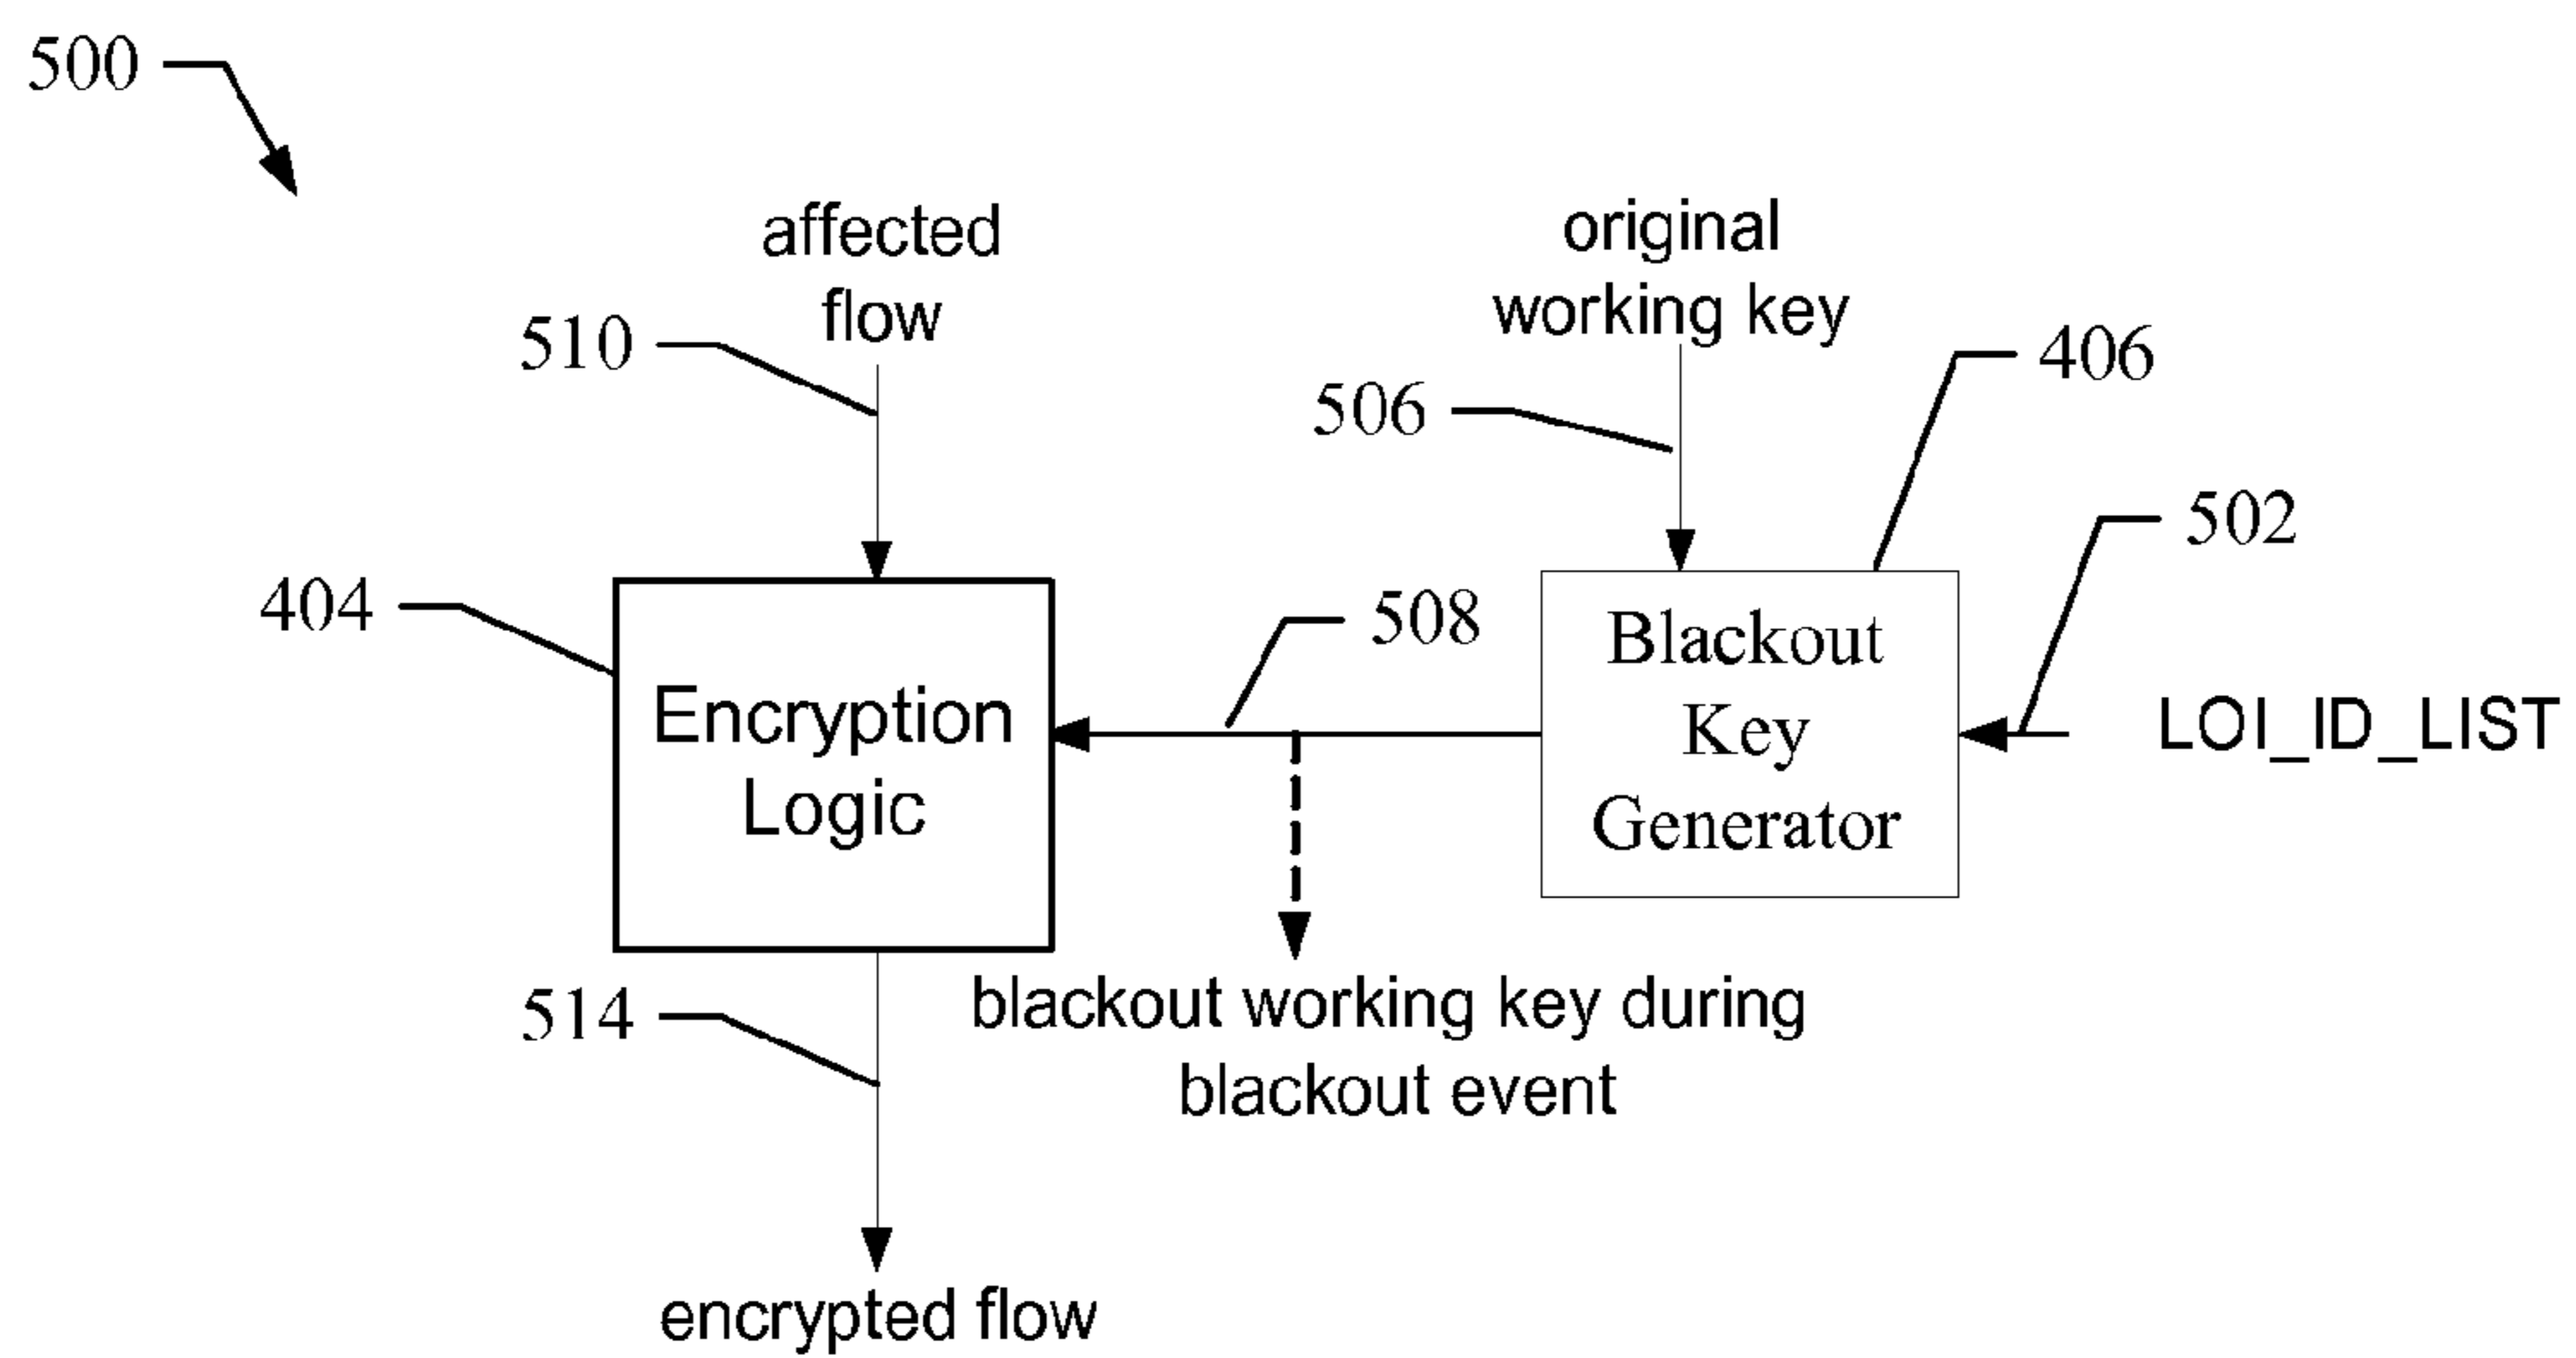 500
affected
flow
original
working key
510
506
406
502
404
508
Encryption
Logic
Blackout
Key
Generator
LOI_ID_LIST
514
blackout working key during
blackout event
encrypted flow